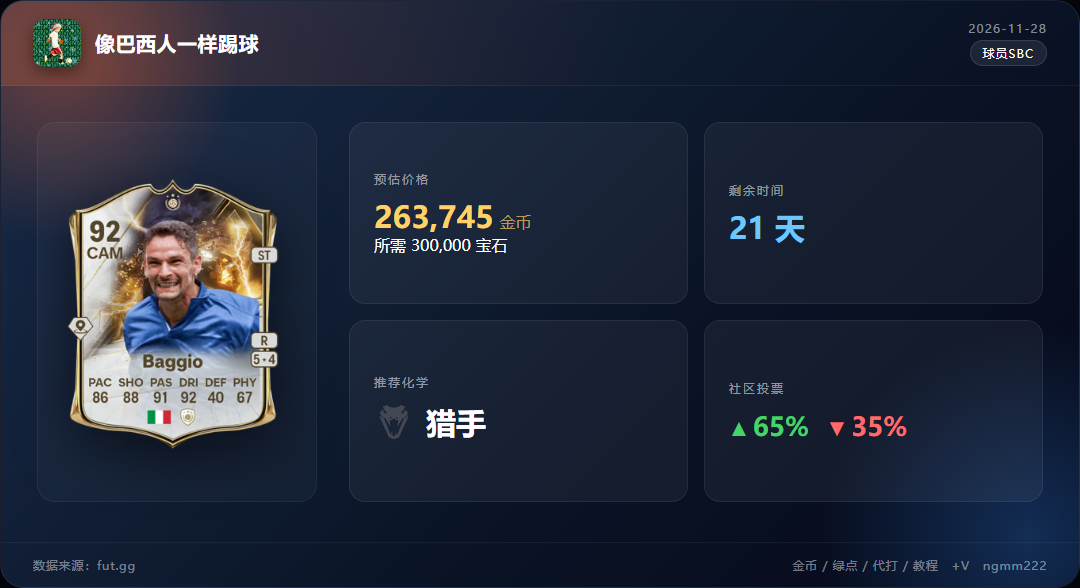 像巴西人一样踢球
2026-11-28
球员SBC
92
CAM
ST
R
5 4
Baggio
PAC SHO PAS DRI DEF PHY
86 88 91 92 40 67
预估价格
263,745 金币
所需 300,000 宝石
剩余时间
21 天
推荐化学
猎手
社区投票
▲65% ▼35%
数据来源：fut.gg
金币 / 绿点 / 代打 / 教程 +V ngmm222